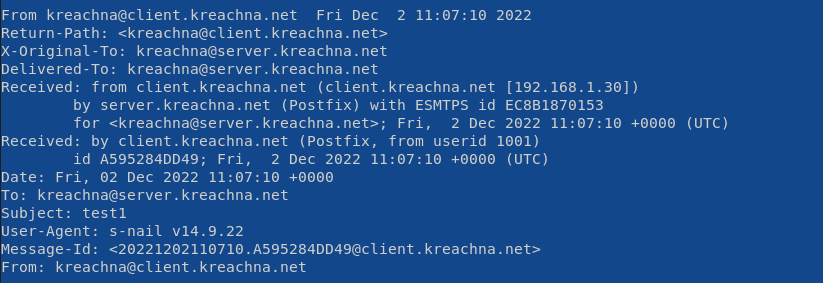 From kreachna@client.kreachna.net  Fri Dec  2 11:07:10 2022
Return-Path: <kreachna@client.kreachna.net>
X-Original-To: kreachna@server.kreachna.net
Delivered-To: kreachna@server.kreachna.net
Received: from client.kreachna.net (client.kreachna.net [192.168.1.30])
        by server.kreachna.net (Postfix) with ESMTPS id EC8B1870153
        for <kreachna@server.kreachna.net>; Fri,  2 Dec 2022 11:07:10 +0000 (UTC)
Received: by client.kreachna.net (Postfix, from userid 1001)
        id A595284DD49; Fri,  2 Dec 2022 11:07:10 +0000 (UTC)
Date: Fri, 02 Dec 2022 11:07:10 +0000
To: kreachna@server.kreachna.net
Subject: test1
User-Agent: s-nail v14.9.22
Message-Id: <20221202110710.A595284DD49@client.kreachna.net>
From: kreachna@client.kreachna.net